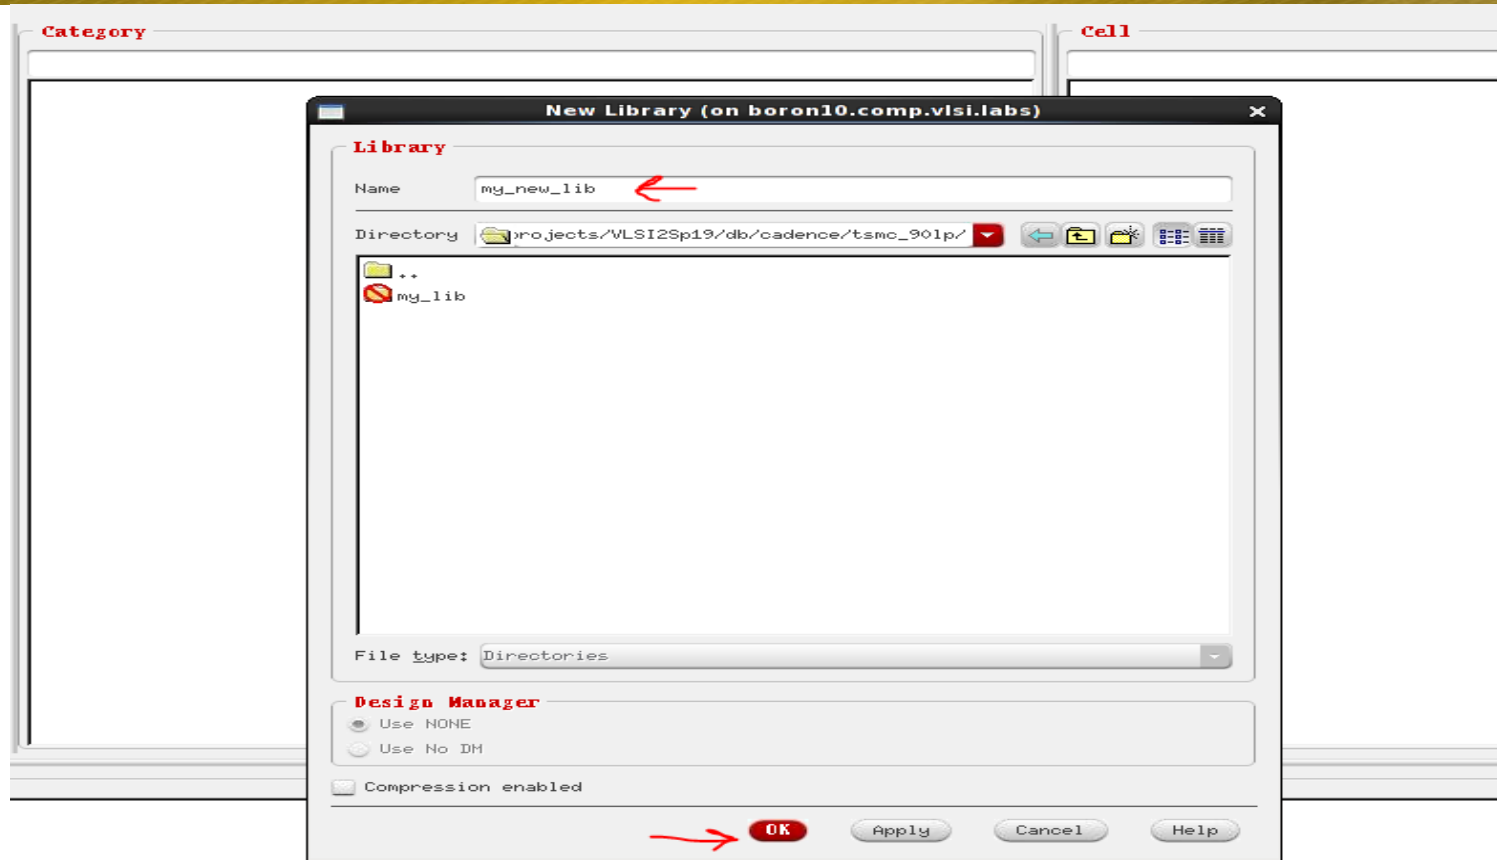 Category
Cell
New Library (on boron10.comp.vlsi.labs)
Library
Name my_new_lib
Directory projects/VLSI2Sp19/db/cadence/tsmc_90lp/
..
my_lib
File type: Directories
Design Manager
Use NONE
Use No DM
Compression enabled
OK Apply Cancel Help